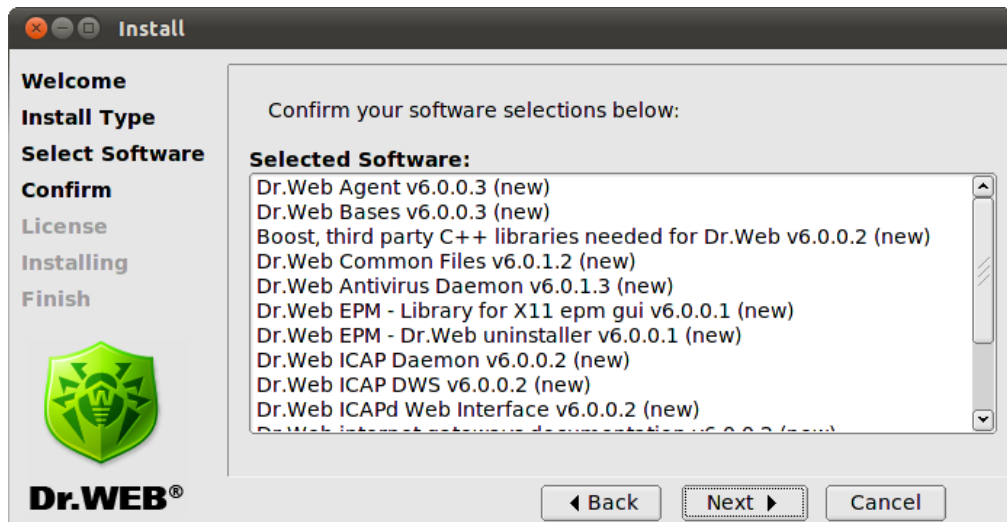 Install
Welcome
Install Type
Select Software
Confirm
License
Installing
Finish
Dr.WEB®
Confirm your software selections below:
Selected Software:
Dr.Web Agent v6.0.0.3 (new)
Dr.Web Bases v6.0.0.3 (new)
Boost, third party C++ libraries needed for Dr.Web v6.0.0.2 (new)
Dr.Web Common Files v6.0.1.2 (new)
Dr.Web Antivirus Daemon v6.0.1.3 (new)
Dr.Web EPM - Library for X11 epm gui v6.0.0.1 (new)
Dr.Web EPM - Dr.Web uninstaller v6.0.0.1 (new)
Dr.Web ICAP Daemon v6.0.0.2 (new)
Dr.Web ICAP DWS v6.0.0.2 (new)
Dr.Web ICAPd Web Interface v6.0.0.2 (new)
Dr.Web internet gateways documentation
Back
Next
Cancel